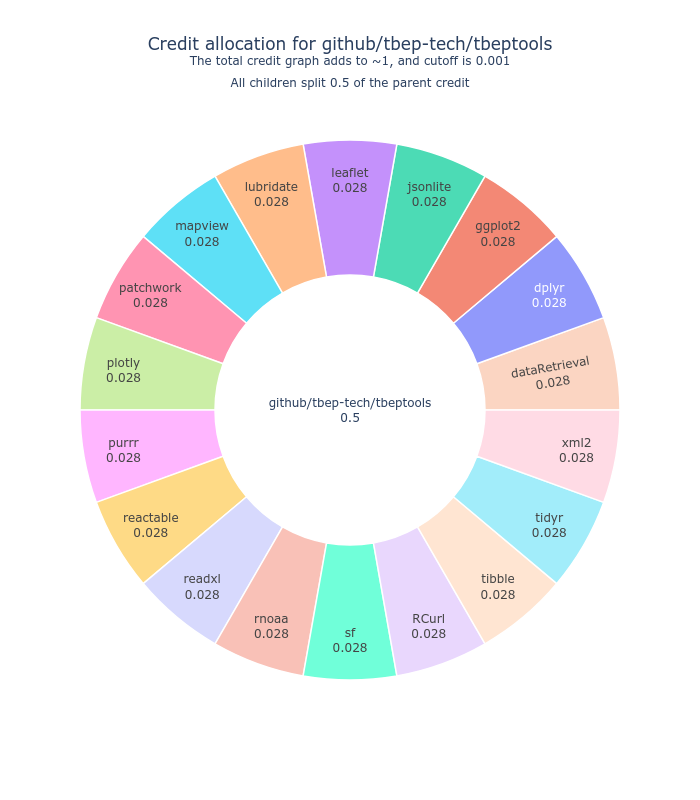 Credit allocation for github/tbep-tech/tbeptools
The total credit graph adds to ~1, and cutoff is 0.001
All children split 0.5 of the parent credit
leaflet
0.028
jsonlite
0.028
ggplot2
0.028
dplyr
0.028
dataRetrieval
0.028
xml2
0.028
tidyr
0.028
tibble
0.028
RCurl
0.028
sf
0.028
rnoaa
0.028
readxl
0.028
reactable
0.028
purrr
0.028
plotly
0.028
patchwork
0.028
mapview
0.028
lubridate
0.028
github/tbep-tech/tbeptools
0.5